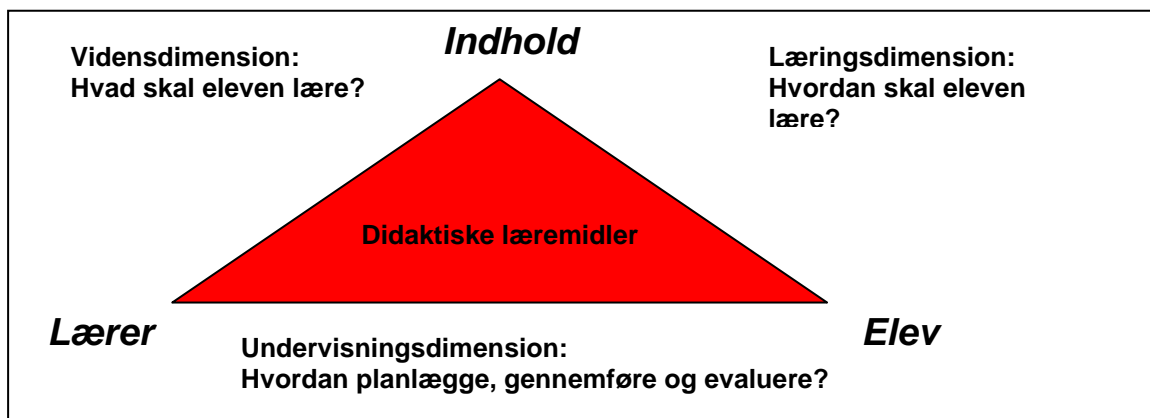 Indhold
Vidensdimension:
Hvad skal eleven lære?
Læringsdimension:
Hvordan skal eleven
lære?
Didaktiske læremidler
Lærer
Elev
Undervisningsdimension:
Hvordan planlægge, gennemføre og evaluere?